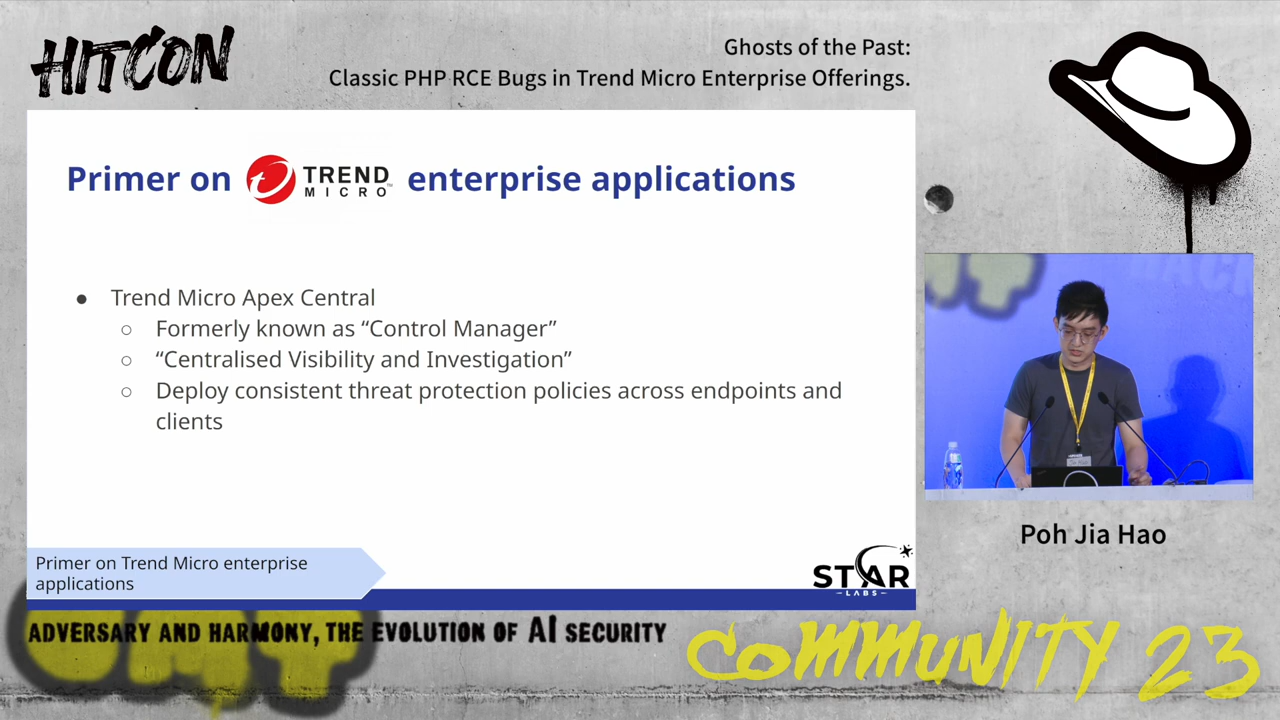 HITCON
Ghosts of the Past:
Classic PHP RCE Bugs in Trend Micro Enterprise Offerings.
Primer on TREND MICRO™ enterprise applications
● Trend Micro Apex Central
○ Formerly known as “Control Manager”
○ “Centralised Visibility and Investigation”
○ Deploy consistent threat protection policies across endpoints and
clients
Primer on Trend Micro enterprise
applications
STAR
LABS
Poh Jia Hao
ADVERSARY AND HARMONY, THE EVOLUTION OF AI SECURITY
COMMUNITY 23